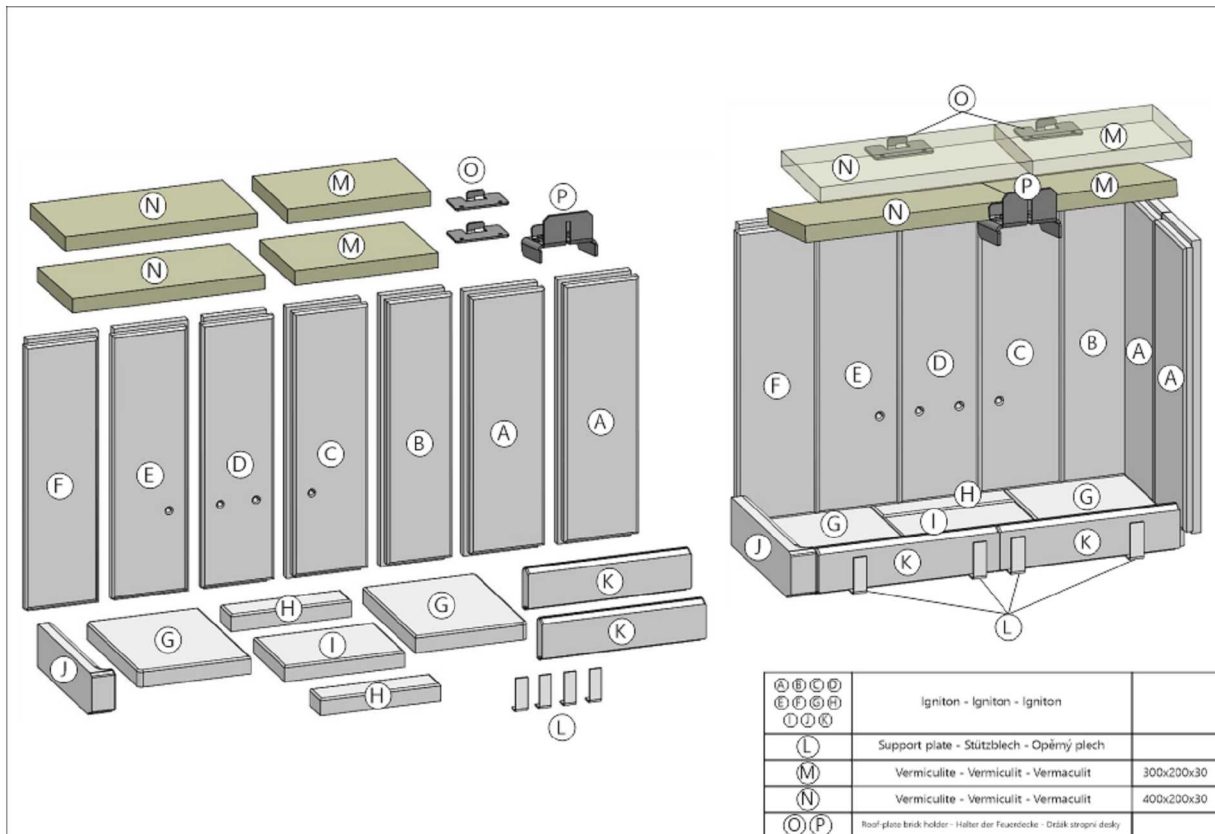 O
O
M
N
M
N
O
P
P
M
M
N
N
A
A
B
C
D
E
F
A
A
B
C
D
E
F
H
G
G
I
H
J
K
K
L
H
G
G
I
J
K
K
L
A B C D
E F G H
I J K
Igniton - Igniton - Igniton
L Support plate - Stützblech - Opěrný plech
M Vermiculite - Vermiculit - Vermaculit 300x200x30
N Vermiculite - Vermiculit - Vermaculit 400x200x30
O P Roof-plate brick holder - Halter der Feuerdecke - Držák stropní desky